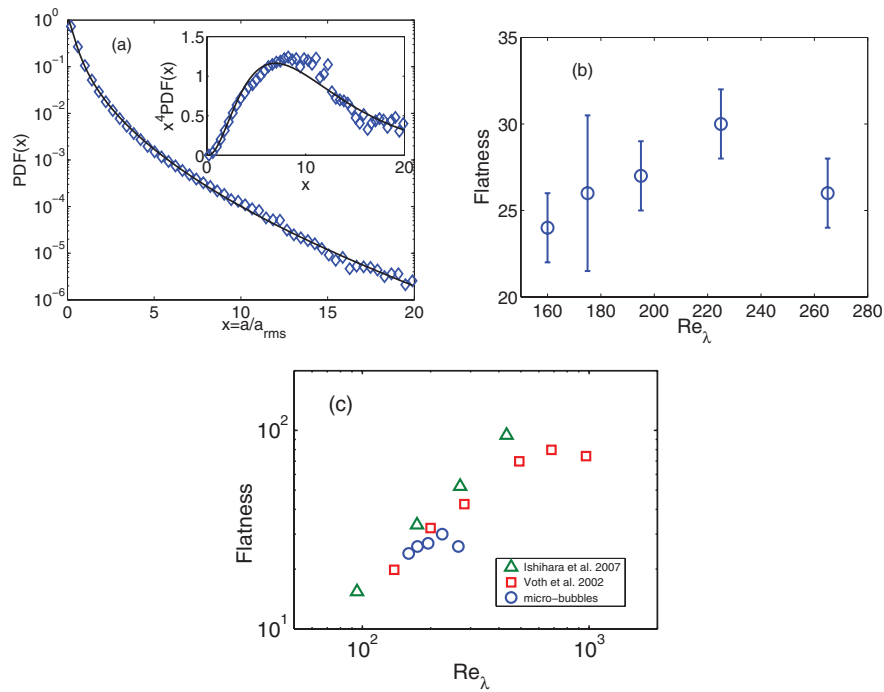 (a)
PDF(x)
10^0
10^-1
10^-2
10^-3
10^-4
10^-5
10^-6
0 5 10 15 20
x=a/a_rms
x^4PDF(x)
1.5
1
0.5
0
0 10 20
x
(b)
Flatness
35
30
25
20
160 180 200 220 240 260 280
Re_λ
(c)
Flatness
10^2
10^1
10^2 10^3
Re_λ
Ishihara et al. 2007
Voth et al. 2002
micro−bubbles